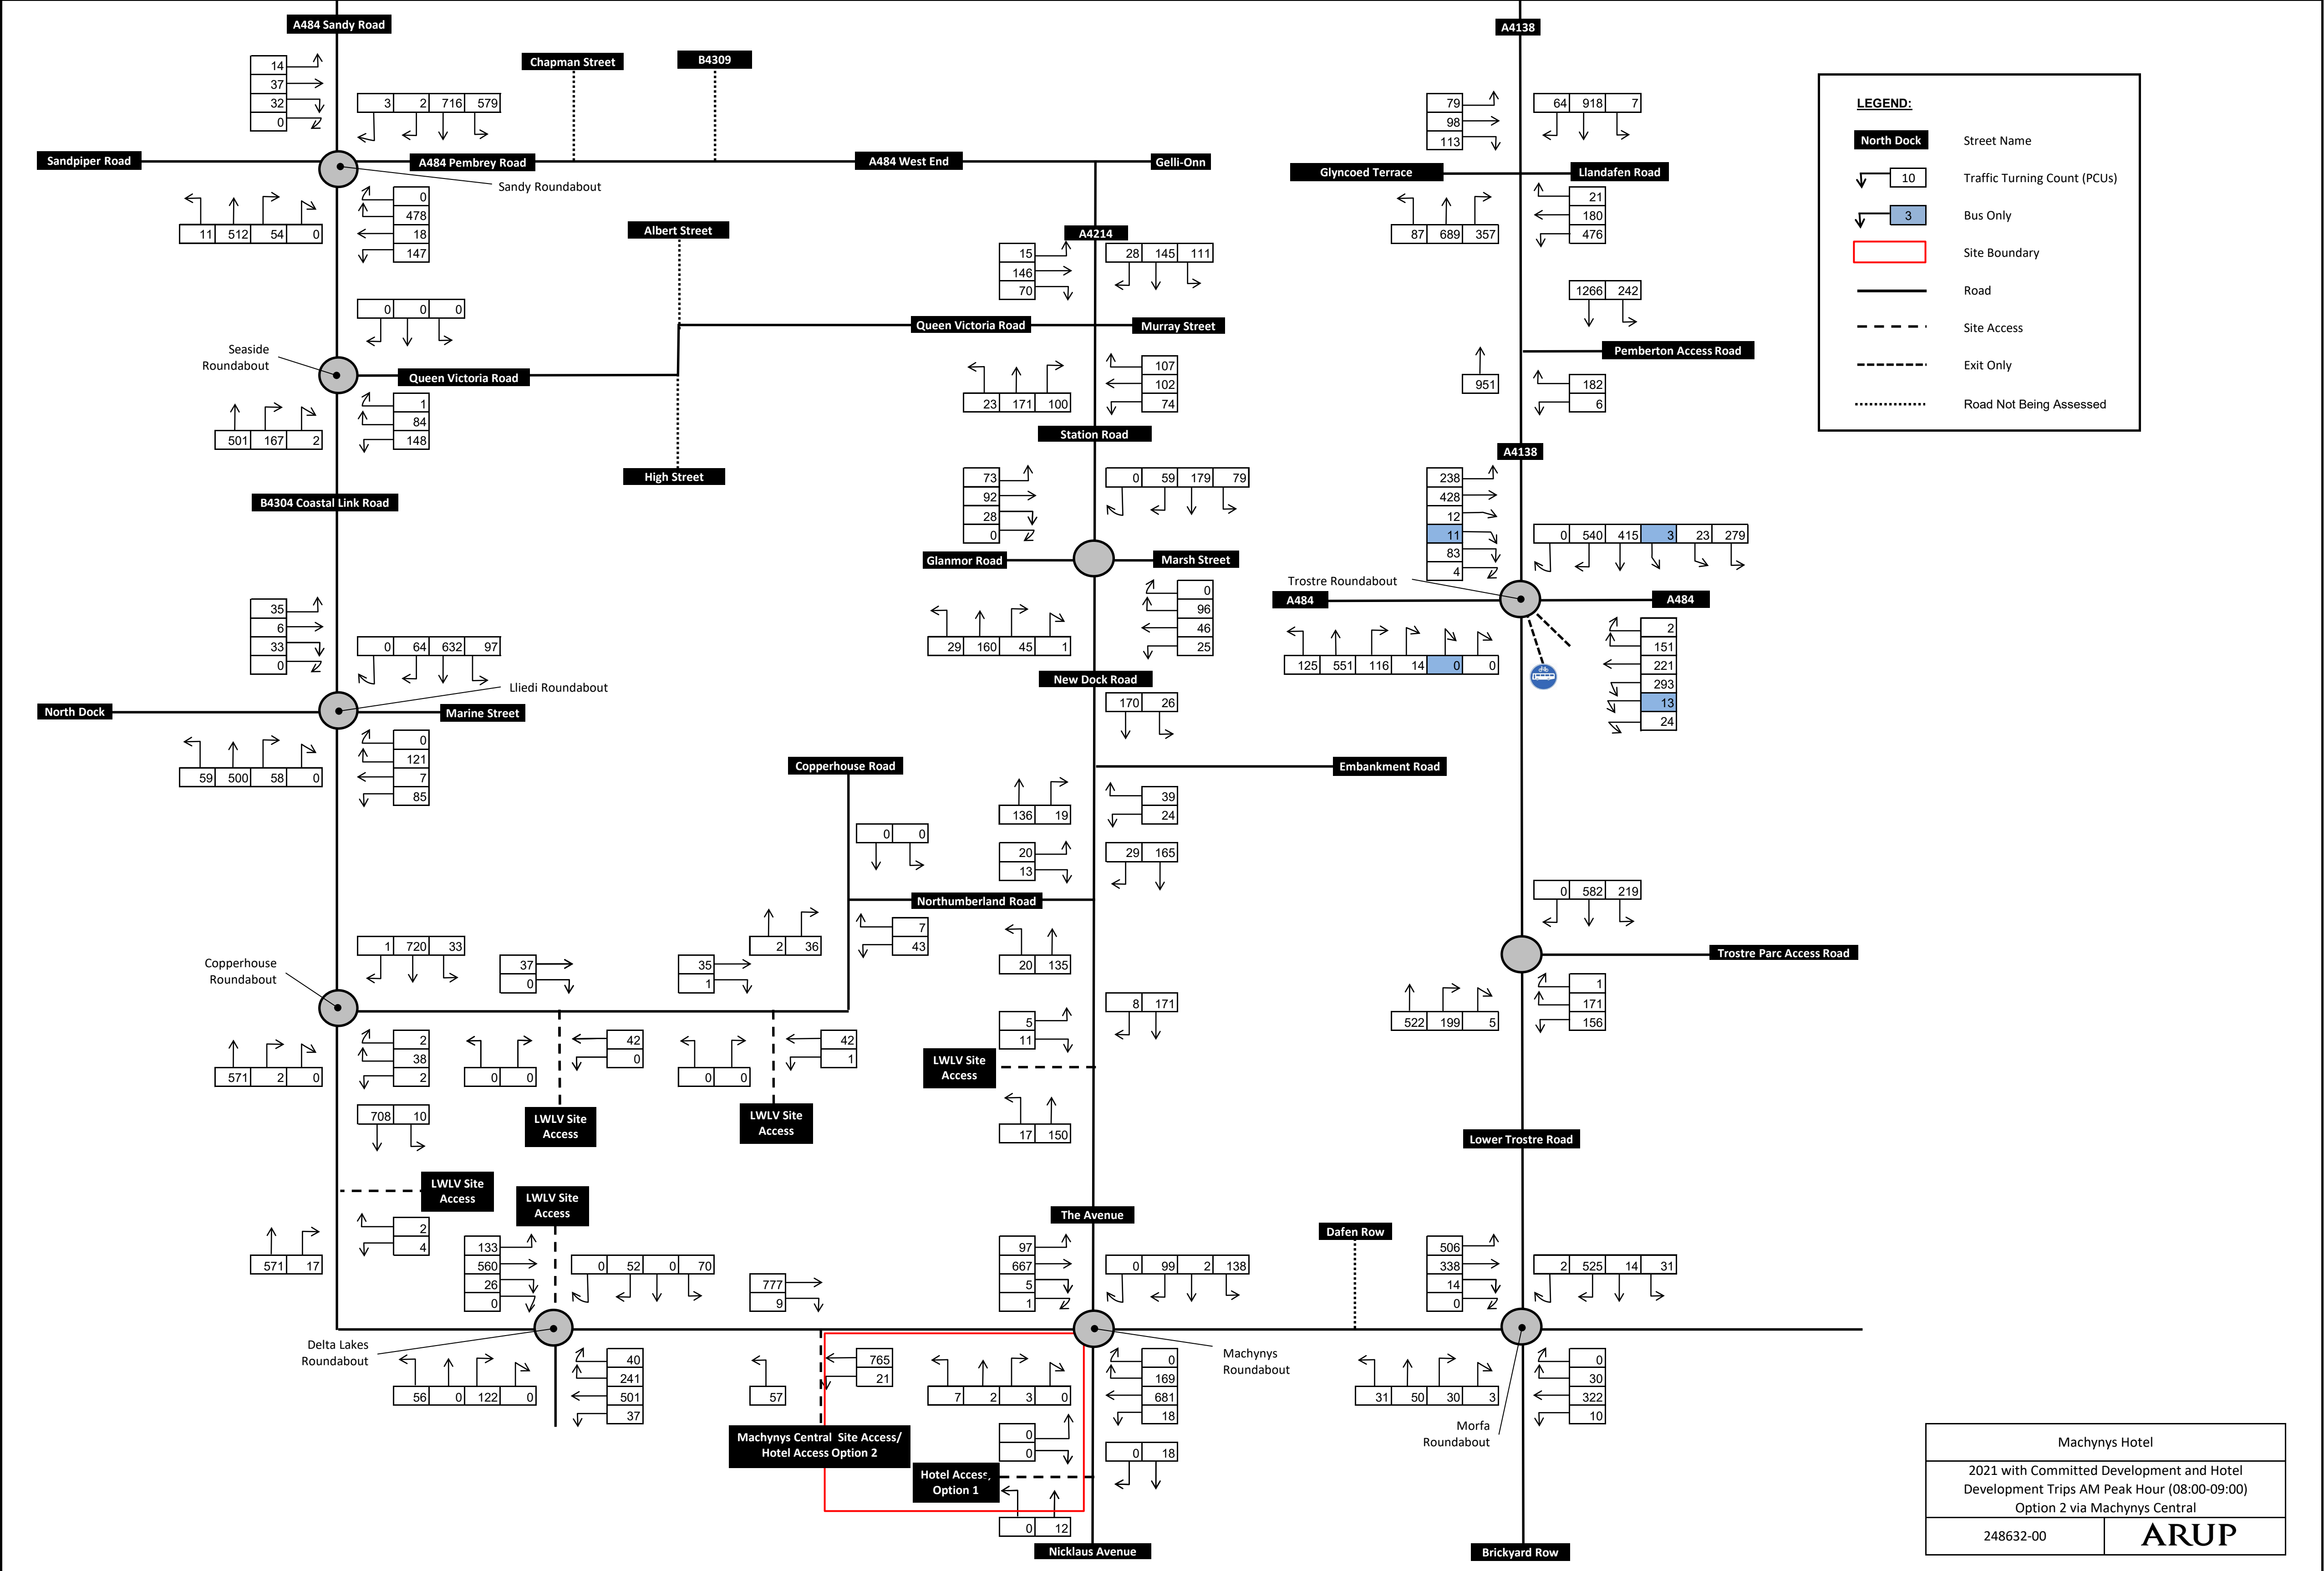 A484 Sandy Road
A4138
14
37
32
0
3 2 716 579
Chapman Street
B4309
79
98
113
64 918 7
LEGEND:
North Dock Street Name
10 Traffic Turning Count (PCUs)
3 Bus Only
Site Boundary
Road
Site Access
Exit Only
Road Not Being Assessed
Sandpiper Road
A484 Pembrey Road
A484 West End
Gelli-Onn
Sandy Roundabout
Glyncoed Terrace
Llandafen Road
11 512 54 0
0
478
18
147
87 689 357
21
180
476
Albert Street
A4214
15
146
70
28 145 111
1266 242
0 0 0
Seaside
Roundabout
Queen Victoria Road
Queen Victoria Road
Murray Street
Pemberton Access Road
501 167 2
1
84
148
23 171 100
107
102
74
951
182
6
High Street
Station Road
A4138
B4304 Coastal Link Road
73
92
28
0
0 59 179 79
238
428
12
11
83
4
0 540 415 3 23 279
Glanmor Road
Marsh Street
Trostre Roundabout
A484
A484
35
6
33
0
0 64 632 97
29 160 45 1
0
96
46
25
125 551 116 14 0 0
2
151
221
293
13
24
Lliedi Roundabout
New Dock Road
North Dock
Marine Street
170 26
59 500 58 0
0
121
7
85
Copperhouse Road
Embankment Road
136 19
39
24
0 0
20
13
29 165
Northumberland Road
0 582 219
1 720 33
37
0
35
1
2 36
7
43
20 135
Copperhouse
Roundabout
Trostre Parc Access Road
571 2 0
2
38
2
0 0
42
0
0 0
42
1
5
11
8 171
522 199 5
1
171
156
LWLV Site
Access
708 10
LWLV Site
Access
LWLV Site
Access
17 150
Lower Trostre Road
LWLV Site
Access
LWLV Site
Access
The Avenue
Dafen Row
571 17
2
4
133
560
26
0
0 52 0 70
777
9
97
667
5
1
0 99 2 138
506
338
14
0
2 525 14 31
Delta Lakes
Roundabout
Machynys
Roundabout
56 0 122 0
40
241
501
37
57
765
21
7 2 3 0
0
169
681
18
31 50 30 3
0
30
322
10
Morfa
Roundabout
Machynys Central Site Access/
Hotel Access Option 2
0
0
0 18
Hotel Access,
Option 1
0 12
Nicklaus Avenue
Brickyard Row
Machynys Hotel
2021 with Committed Development and Hotel
Development Trips AM Peak Hour (08:00-09:00)
Option 2 via Machynys Central
248632-00
ARUP